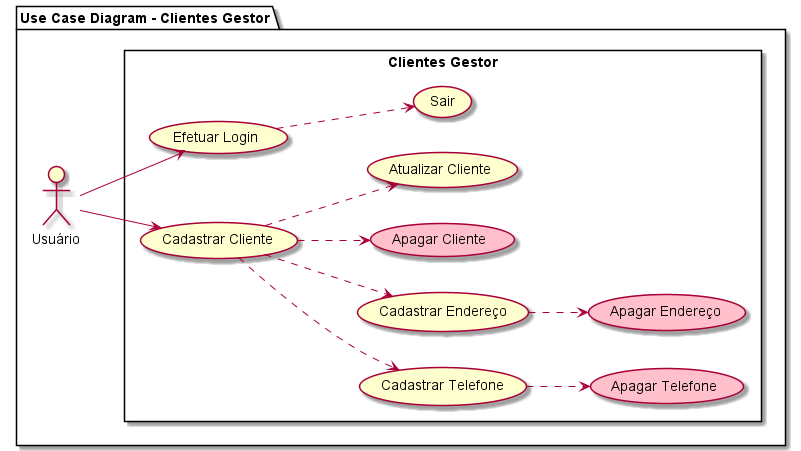 Use Case Diagram - Clientes Gestor
Clientes Gestor
Sair
Efetuar Login
Atualizar Cliente
Usuário
Cadastrar Cliente
Apagar Cliente
Cadastrar Endereço
Apagar Endereço
Cadastrar Telefone
Apagar Telefone